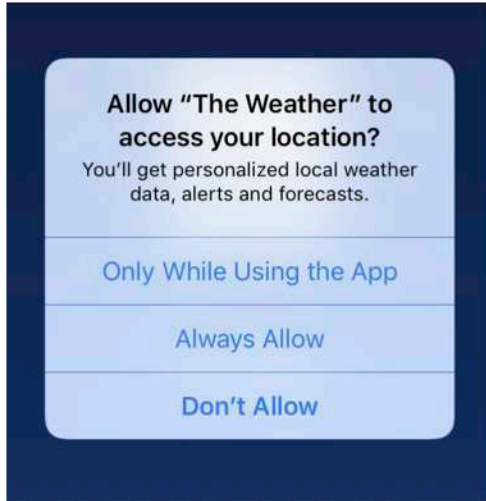 Allow “The Weather” to
access your location?
You’ll get personalized local weather
data, alerts and forecasts.
Only While Using the App
Always Allow
Don’t Allow